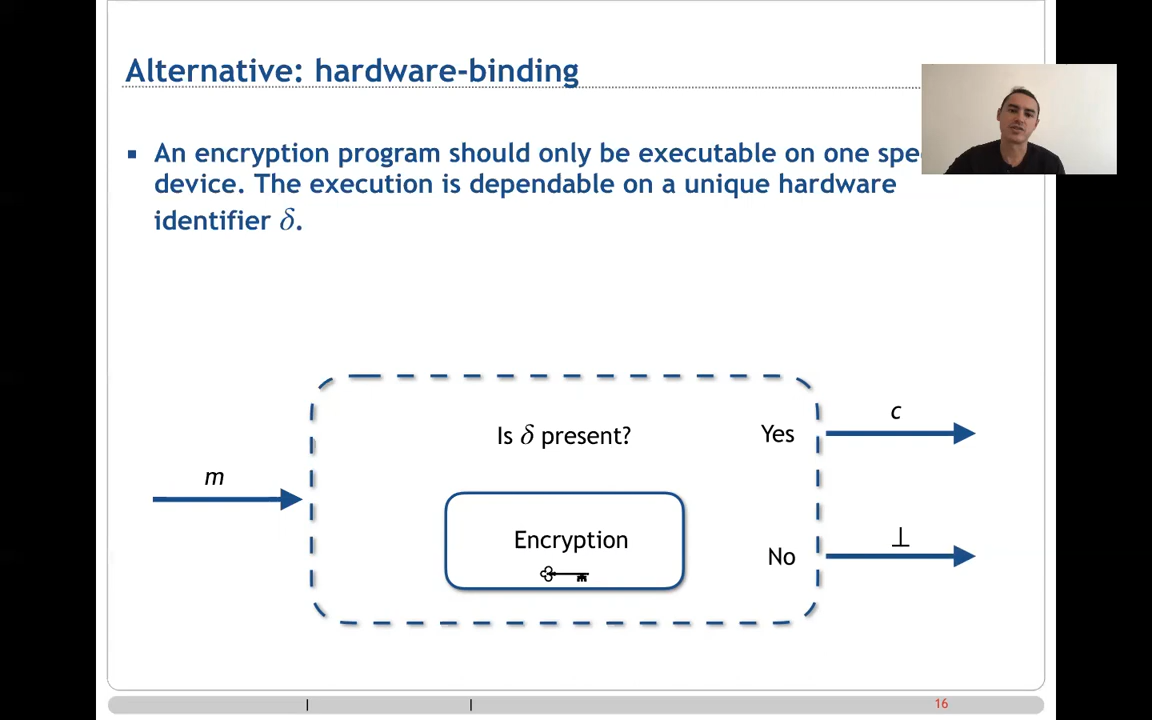 Alternative: hardware-binding
▪ An encryption program should only be executable on one
device. The execution is dependable on a unique hardware
identifier δ.
Is δ present?
Yes
c
m
Encryption
No
⊥
16